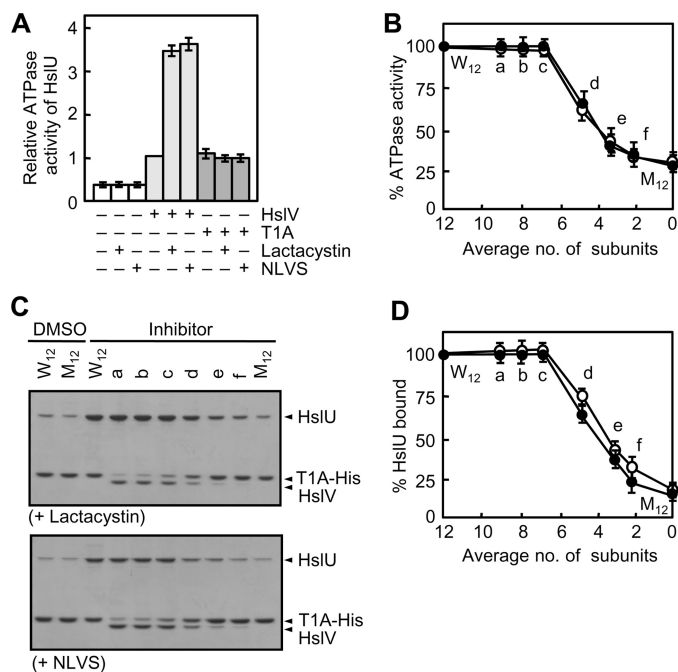 A
Relative ATPase
activity of HslU
4
3
2
1
0
– – – + + + – – – HslV
– – – – – – + + + T1A
– + – – + – – + – Lactacystin
– – + – – + – – + NLVS
B
% ATPase activity
100
75
50
25
0
W12 a b c d e f M12
12 10 8 6 4 2 0
Average no. of subunits
C
DMSO Inhibitor
W12 M12 W12 a b c d e f M12
HslU
T1A-His
HslV
(+ Lactacystin)
HslU
T1A-His
HslV
(+ NLVS)
D
% HslU bound
100
75
50
25
0
W12 a b c d e f M12
12 10 8 6 4 2 0
Average no. of subunits